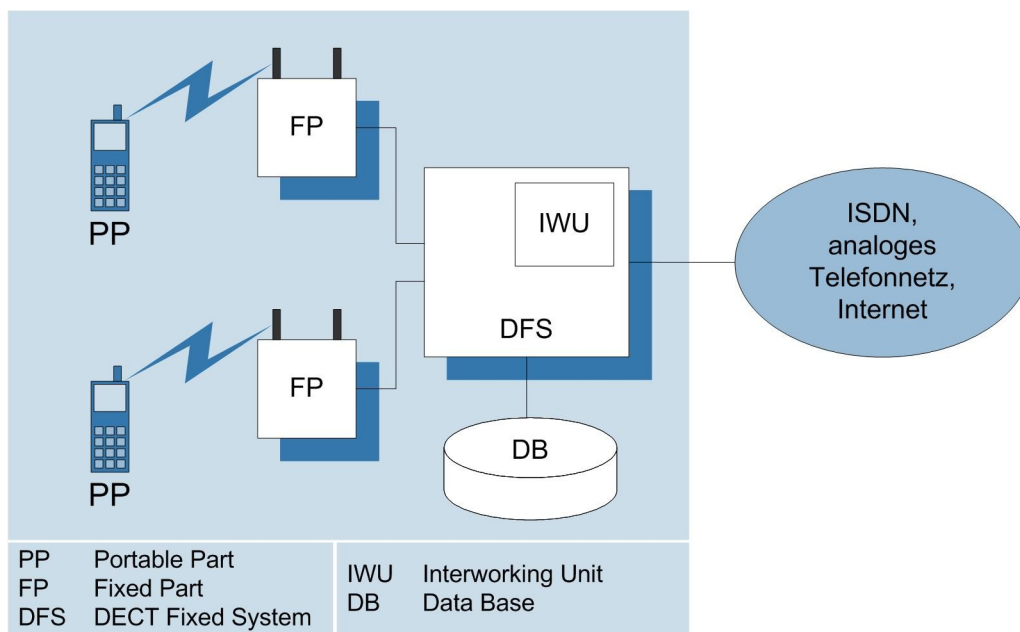 FP
PP
IWU
DFS
ISDN,
analoges
Telefonnetz,
Internet
FP
PP
DB
PP Portable Part
FP Fixed Part
DFS DECT Fixed System
IWU Interworking Unit
DB Data Base